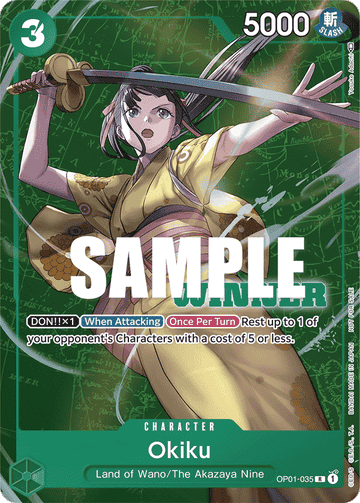 3
5000
斬
SLASH
SAMPLE
WINNER
DON!!×1 When Attacking Once Per Turn Rest up to 1 of
your opponent's Characters with a cost of 5 or less.
CHARACTER
Okiku
Land of Wano/The Akazaya Nine
OP01-035 R 1